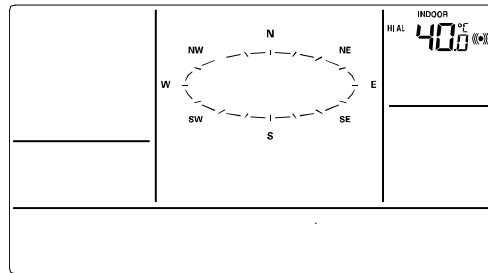 INDOOR
HI AL 40.0 °C
N
NW NE
W E
SW SE
S